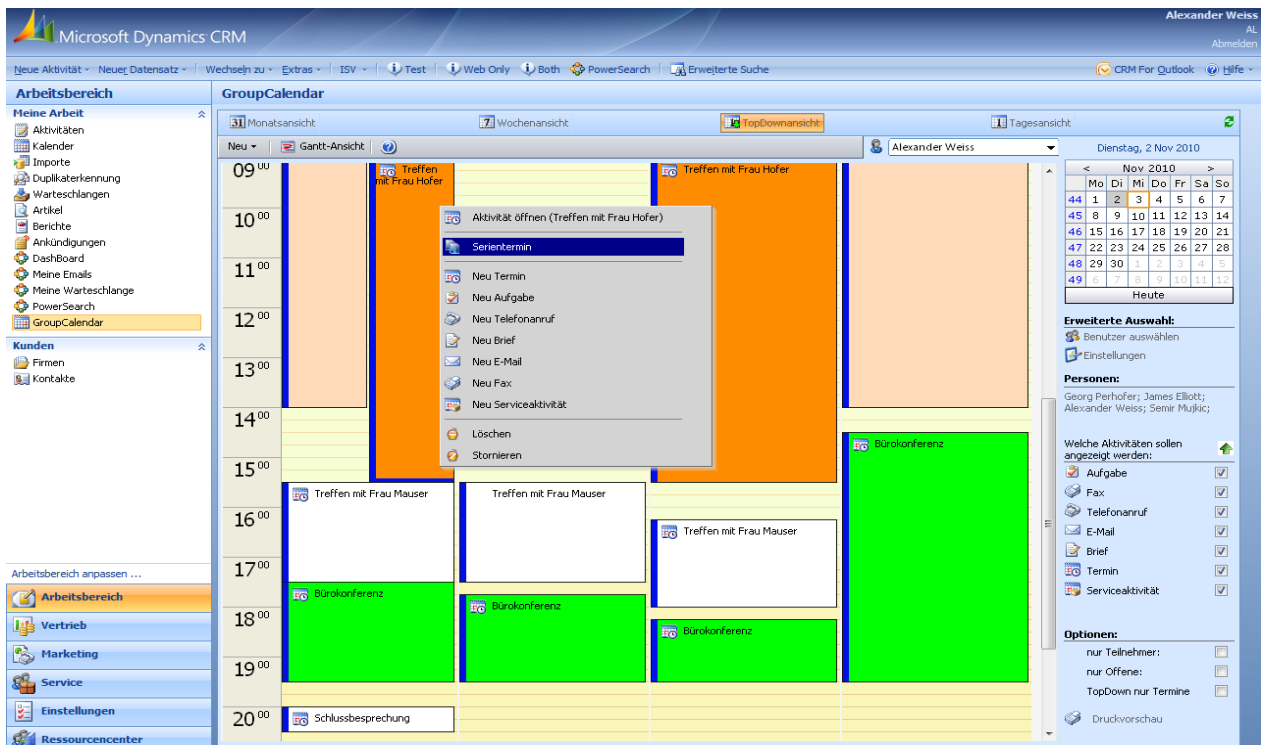 Alexander Weiss
AL
Abmelden
Microsoft Dynamics CRM
Neue Aktivität Neuer Datensatz Wechseln zu Extras ISV Test Web Only Both PowerSearch Erweiterte Suche CRM For Outlook Hilfe
Arbeitsbereich
Meine Arbeit
Aktivitäten
Kalender
Importe
Duplikaterkennung
Warteschlangen
Artikel
Berichte
Ankündigungen
DashBoard
Meine Emails
Meine Warteschlange
PowerSearch
GroupCalendar
Kunden
Firmen
Kontakte
Arbeitsbereich anpassen ...
Arbeitsbereich
Vertrieb
Marketing
Service
Einstellungen
Ressourcencenter
GroupCalendar
31 Monatsansicht 7 Wochenansicht TopDownansicht 1 Tagesansicht
Neu Gantt-Ansicht Alexander Weiss
09 00
10 00
11 00
12 00
13 00
14 00
15 00
16 00
17 00
18 00
19 00
20 00
Treffen
mit Frau Hofer
Treffen mit Frau Hofer
Aktivität öffnen (Treffen mit Frau Hofer)
Serientermin
Neu Termin
Neu Aufgabe
Neu Telefonanruf
Neu Brief
Neu E-Mail
Neu Fax
Neu Serviceaktivität
Löschen
Stornieren
Bürokonferenz
Treffen mit Frau Mauser
Treffen mit Frau Mauser
Treffen mit Frau Mauser
Bürokonferenz
Bürokonferenz
Bürokonferenz
Schlussbesprechung
Dienstag, 2 Nov 2010
< Nov 2010 >
Mo Di Mi Do Fr Sa So
44 1 2 3 4 5 6 7
45 8 9 10 11 12 13 14
46 15 16 17 18 19 20 21
47 22 23 24 25 26 27 28
48 29 30 1 2 3 4 5
49 6 7 8 9 10 11 12
Heute
Erweiterte Auswahl:
Benutzer auswählen
Einstellungen
Personen:
Georg Perhofer; James Elliott;
Alexander Weiss; Semir Mujkic;
Welche Aktivitäten sollen
angezeigt werden:
Aufgabe
Fax
Telefonanruf
E-Mail
Brief
Termin
Serviceaktivität
Optionen:
nur Teilnehmer:
nur Offene:
TopDown nur Termine
Druckvorschau